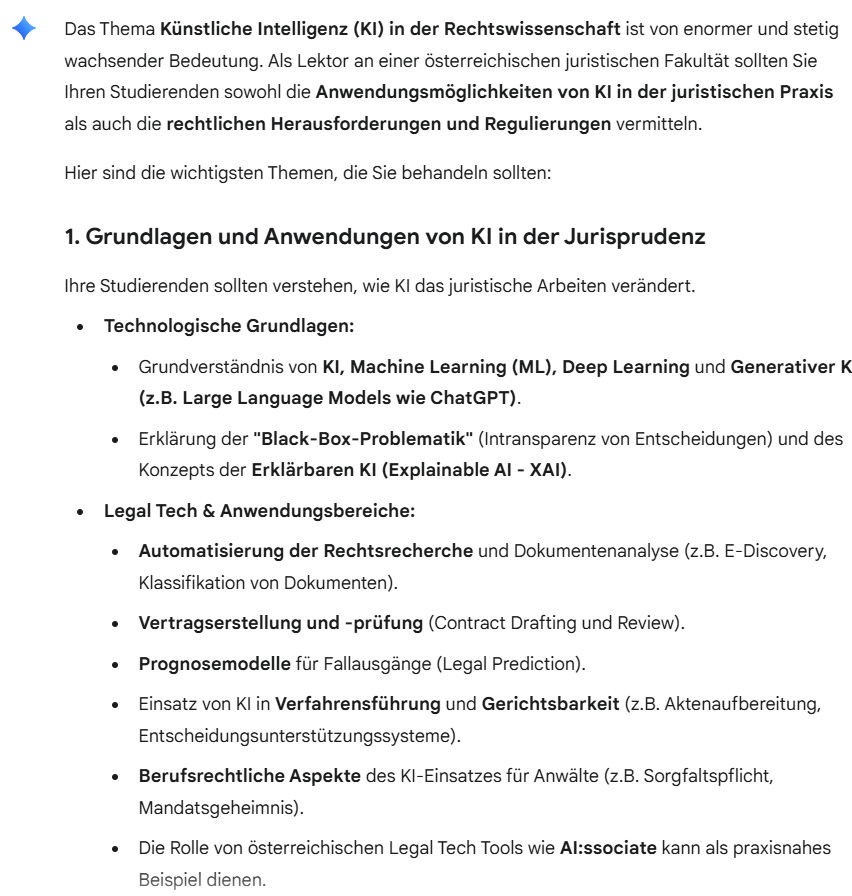 Das Thema Künstliche Intelligenz (KI) in der Rechtswissenschaft ist von enormer und stetig
wachsender Bedeutung. Als Lektor an einer österreichischen juristischen Fakultät sollten Sie
Ihren Studierenden sowohl die Anwendungsmöglichkeiten von KI in der juristischen Praxis
als auch die rechtlichen Herausforderungen und Regulierungen vermitteln.
Hier sind die wichtigsten Themen, die Sie behandeln sollten:
1. Grundlagen und Anwendungen von KI in der Jurisprudenz
Ihre Studierenden sollten verstehen, wie KI das juristische Arbeiten verändert.
• Technologische Grundlagen:
• Grundverständnis von KI, Machine Learning (ML), Deep Learning und Generativer K
(z.B. Large Language Models wie ChatGPT).
• Erklärung der "Black-Box-Problematik" (Intransparenz von Entscheidungen) und des
Konzepts der Erklärbaren KI (Explainable AI - XAI).
• Legal Tech & Anwendungsbereiche:
• Automatisierung der Rechtsrecherche und Dokumentenanalyse (z.B. E-Discovery,
Klassifikation von Dokumenten).
• Vertragserstellung und -prüfung (Contract Drafting und Review).
• Prognosemodelle für Fallausgänge (Legal Prediction).
• Einsatz von KI in Verfahrensführung und Gerichtsbarkeit (z.B. Aktenaufbereitung,
Entscheidungsunterstützungssysteme).
• Berufsrechtliche Aspekte des KI-Einsatzes für Anwälte (z.B. Sorgfaltspflicht,
Mandatsgeheimnis).
• Die Rolle von österreichischen Legal Tech Tools wie AI:ssociate kann als praxisnahes
Beispiel dienen.